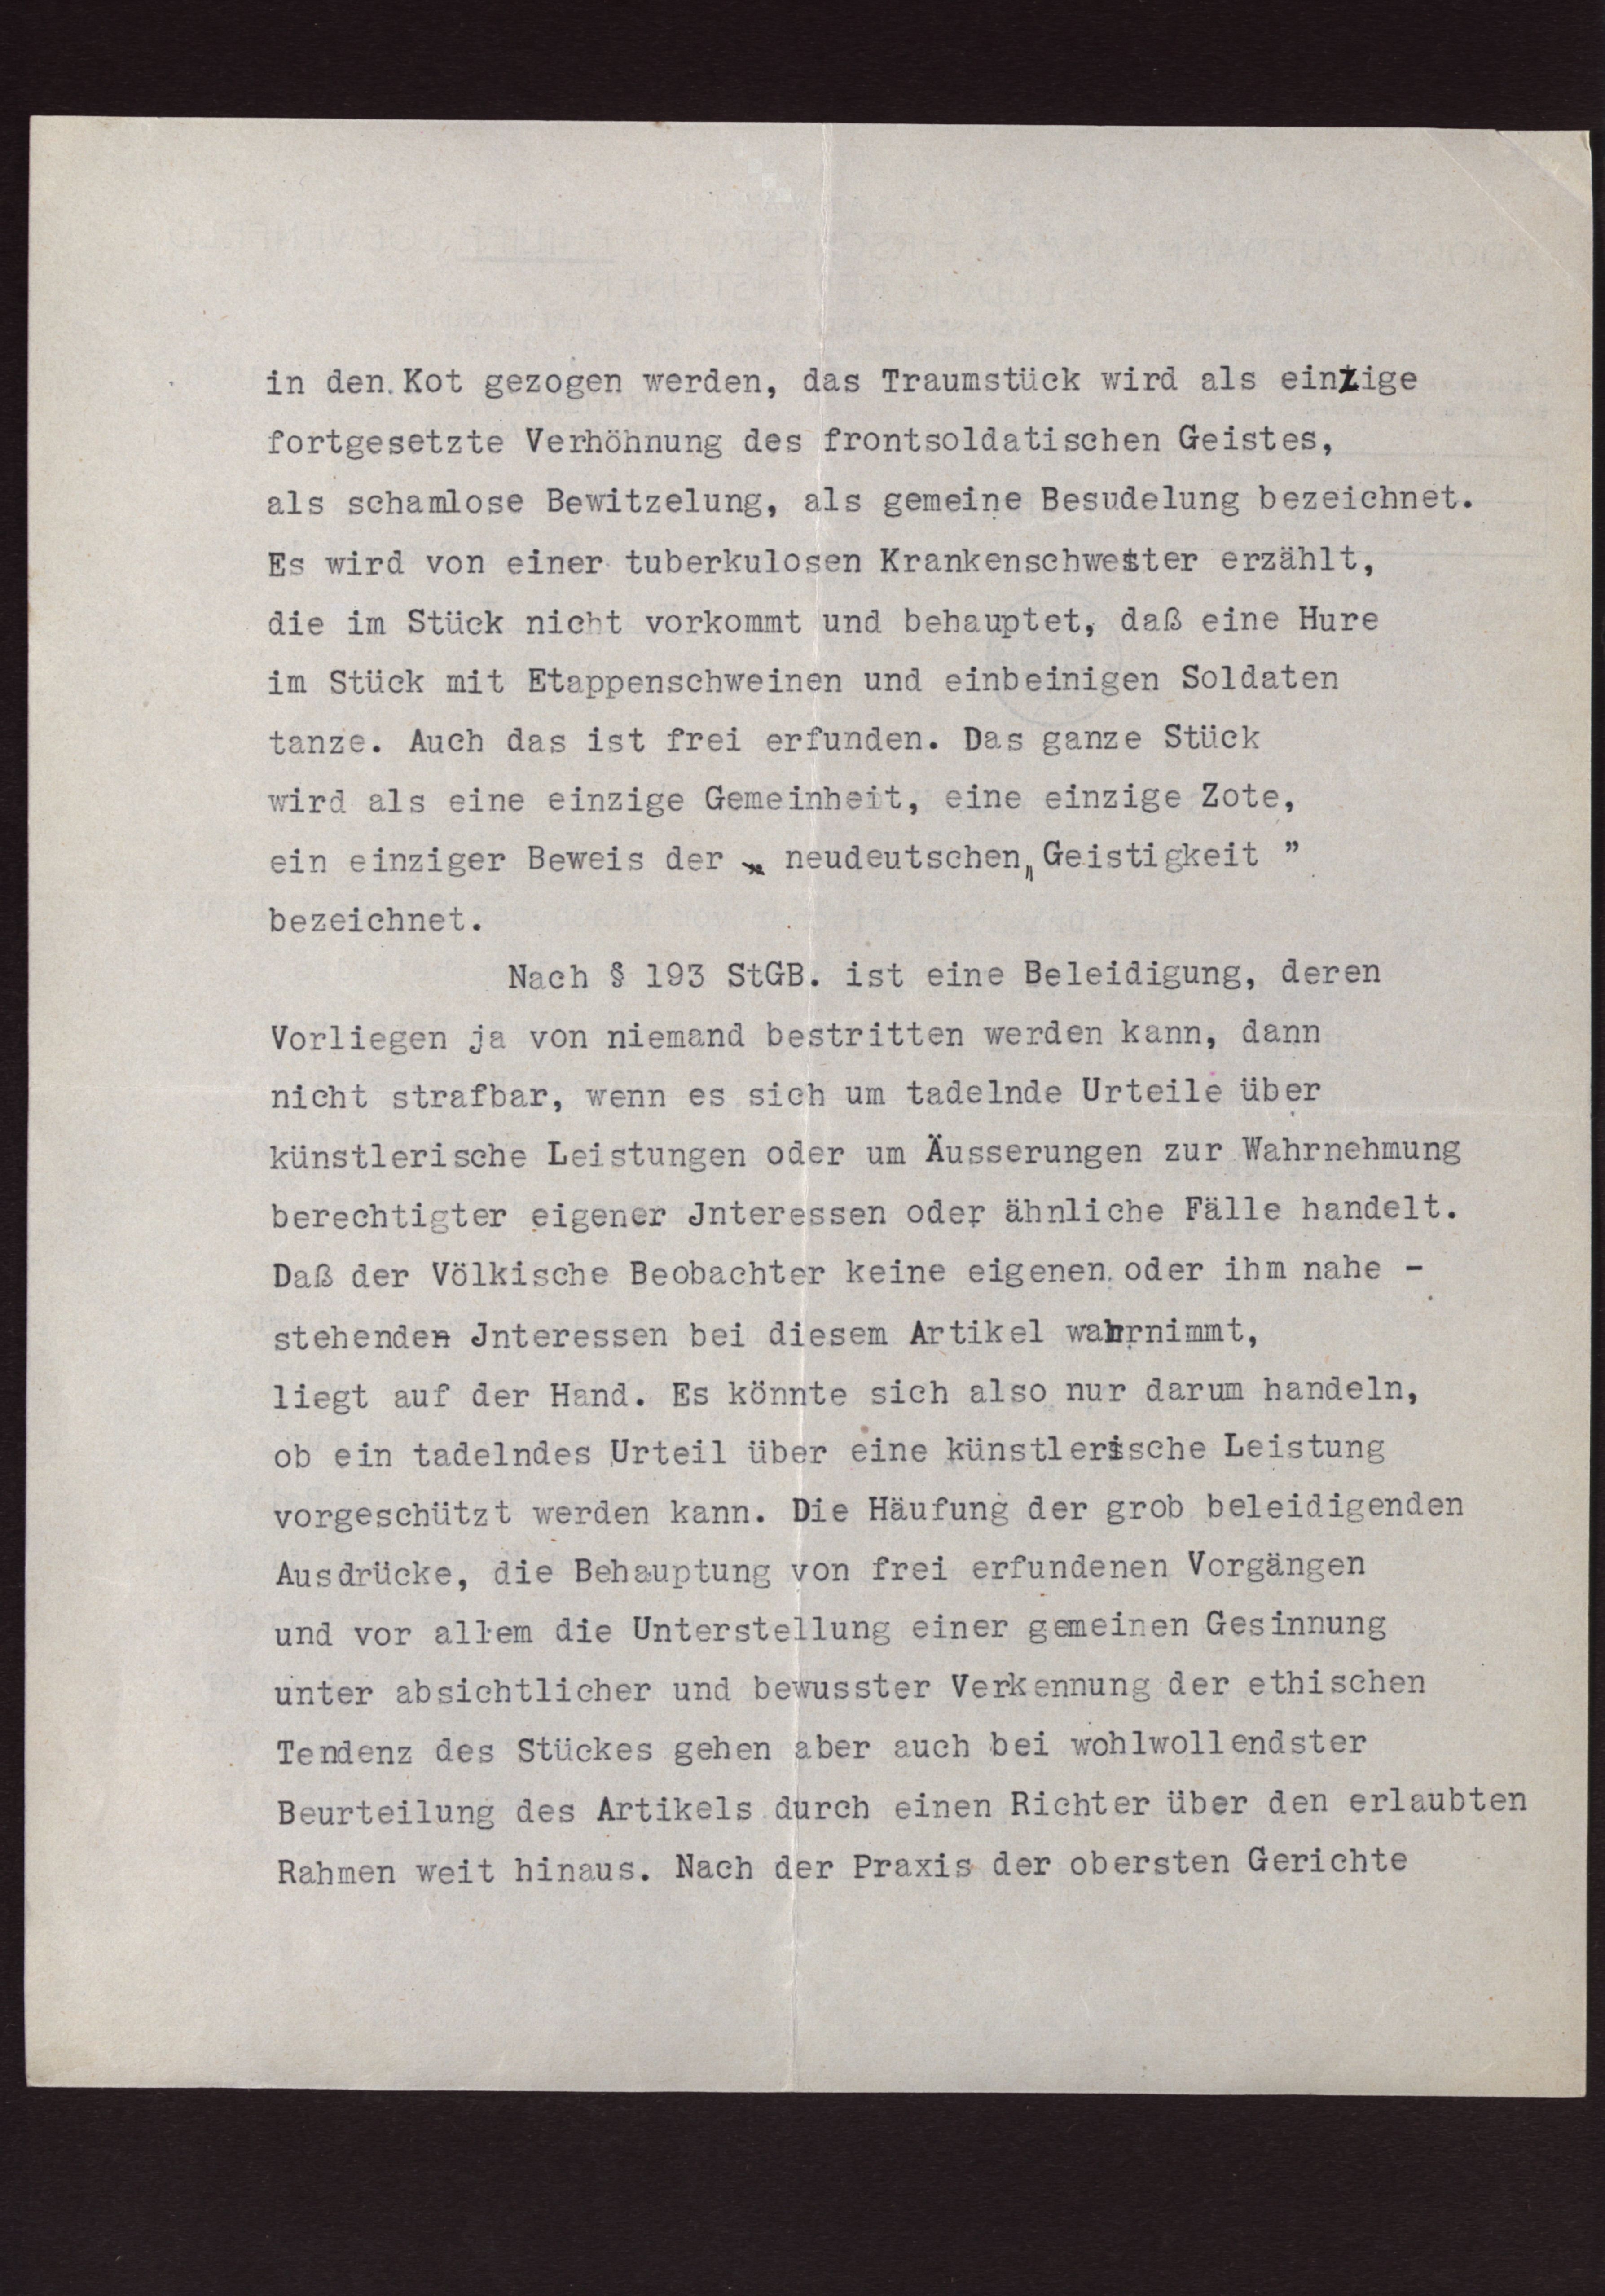 in den Kot gezogen werden, das Traumstück wird als einzige
fortgesetzte Verhöhnung des frontsoldatischen Geistes,
als schamlose Bewitzelung, als gemeine Besudelung bezeichnet.
Es wird von einer tuberkulosen Krankenschwester erzählt,
die im Stück nicht vorkommt und behauptet, daß eine Hure
im Stück mit Etappenschweinen und einbeinigen Soldaten
tanze. Auch das ist frei erfunden. Das ganze Stück
wird als eine einzige Gemeinheit, eine einzige Zote,
ein einziger Beweis der neudeutschen „Geistigkeit ”
bezeichnet.
Nach § 193 StGB. ist eine Beleidigung, deren
Vorliegen ja von niemand bestritten werden kann, dann
nicht strafbar, wenn es sich um tadelnde Urteile über
künstlerische Leistungen oder um Äusserungen zur Wahrnehmung
berechtigter eigener Jnteressen oder ähnliche Fälle handelt.
Daß der Völkische Beobachter keine eigenen oder ihm nahe -
stehenden Jnteressen bei diesem Artikel wahrnimmt,
liegt auf der Hand. Es könnte sich also nur darum handeln,
ob ein tadelndes Urteil über eine künstlerische Leistung
vorgeschützt werden kann. Die Häufung der grob beleidigenden
Ausdrücke, die Behauptung von frei erfundenen Vorgängen
und vor allem die Unterstellung einer gemeinen Gesinnung
unter absichtlicher und bewusster Verkennung der ethischen
Tendenz des Stückes gehen aber auch bei wohlwollendster
Beurteilung des Artikels durch einen Richter über den erlaubten
Rahmen weit hinaus. Nach der Praxis der obersten Gerichte